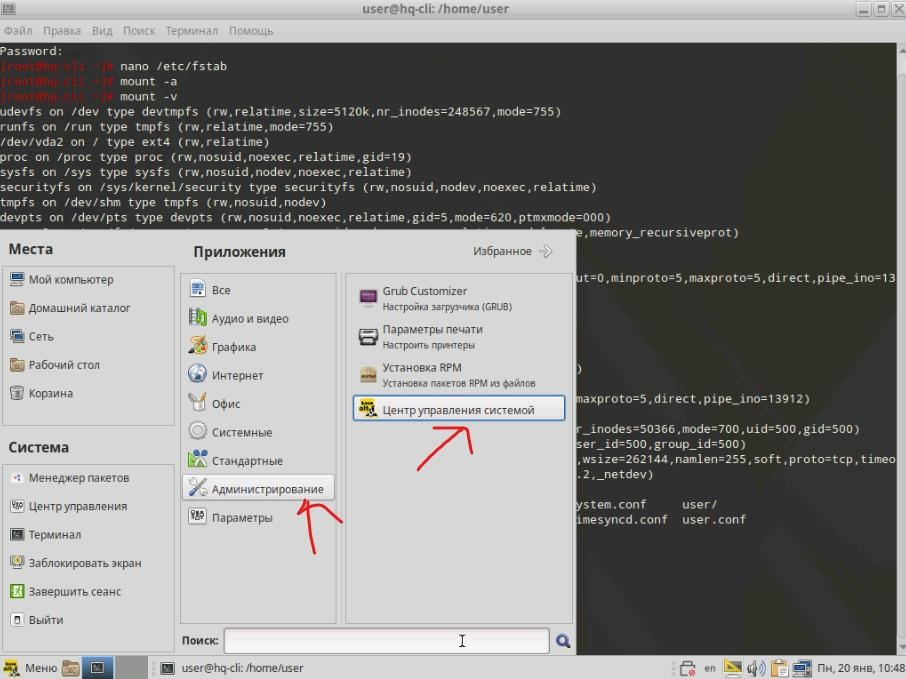 user@hq-cli: /home/user
Файл Правка Вид Поиск Терминал Помощь
Password:
[root@hq-cli ~]# nano /etc/fstab
[root@hq-cli ~]# mount -a
[root@hq-cli ~]# mount -v
udevfs on /dev type devtmpfs (rw,relatime,size=5120k,nr_inodes=248567,mode=755)
runfs on /run type tmpfs (rw,relatime,mode=755)
/dev/vda2 on / type ext4 (rw,relatime)
proc on /proc type proc (rw,nosuid,noexec,relatime,gid=19)
sysfs on /sys type sysfs (rw,nosuid,nodev,noexec,relatime)
securityfs on /sys/kernel/security type securityfs (rw,nosuid,nodev,noexec,relatime)
tmpfs on /dev/shm type tmpfs (rw,nosuid,nodev)
devpts on /dev/pts type devpts (rw,nosuid,noexec,relatime,gid=5,mode=620,ptmxmode=000)
,memory_recursiveprot)
ut=0,minproto=5,maxproto=5,direct,pipe_ino=13
)
maxproto=5,direct,pipe_ino=13912)
r_inodes=50366,mode=700,uid=500,gid=500)
ser_id=500,group_id=500)
,wsize=262144,namlen=255,soft,proto=tcp,timeo
.2,_netdev)
ystem.conf user/
imesyncd.conf user.conf
Места
Мой компьютер
Домашний каталог
Сеть
Рабочий стол
Корзина
Система
Менеджер пакетов
Центр управления
Терминал
Заблокировать экран
Завершить сеанс
Выйти
Приложения
Избранное
Все
Аудио и видео
Графика
Интернет
Офис
Системные
Стандартные
Администрирование
Параметры
Grub Customizer
Настройка загрузчика (GRUB)
Параметры печати
Настроить принтеры
Установка RPM
Установка пакетов RPM из файлов
Центр управления системой
Поиск:
Меню
user@hq-cli: /home/user
en
Пн, 20 янв, 10:48